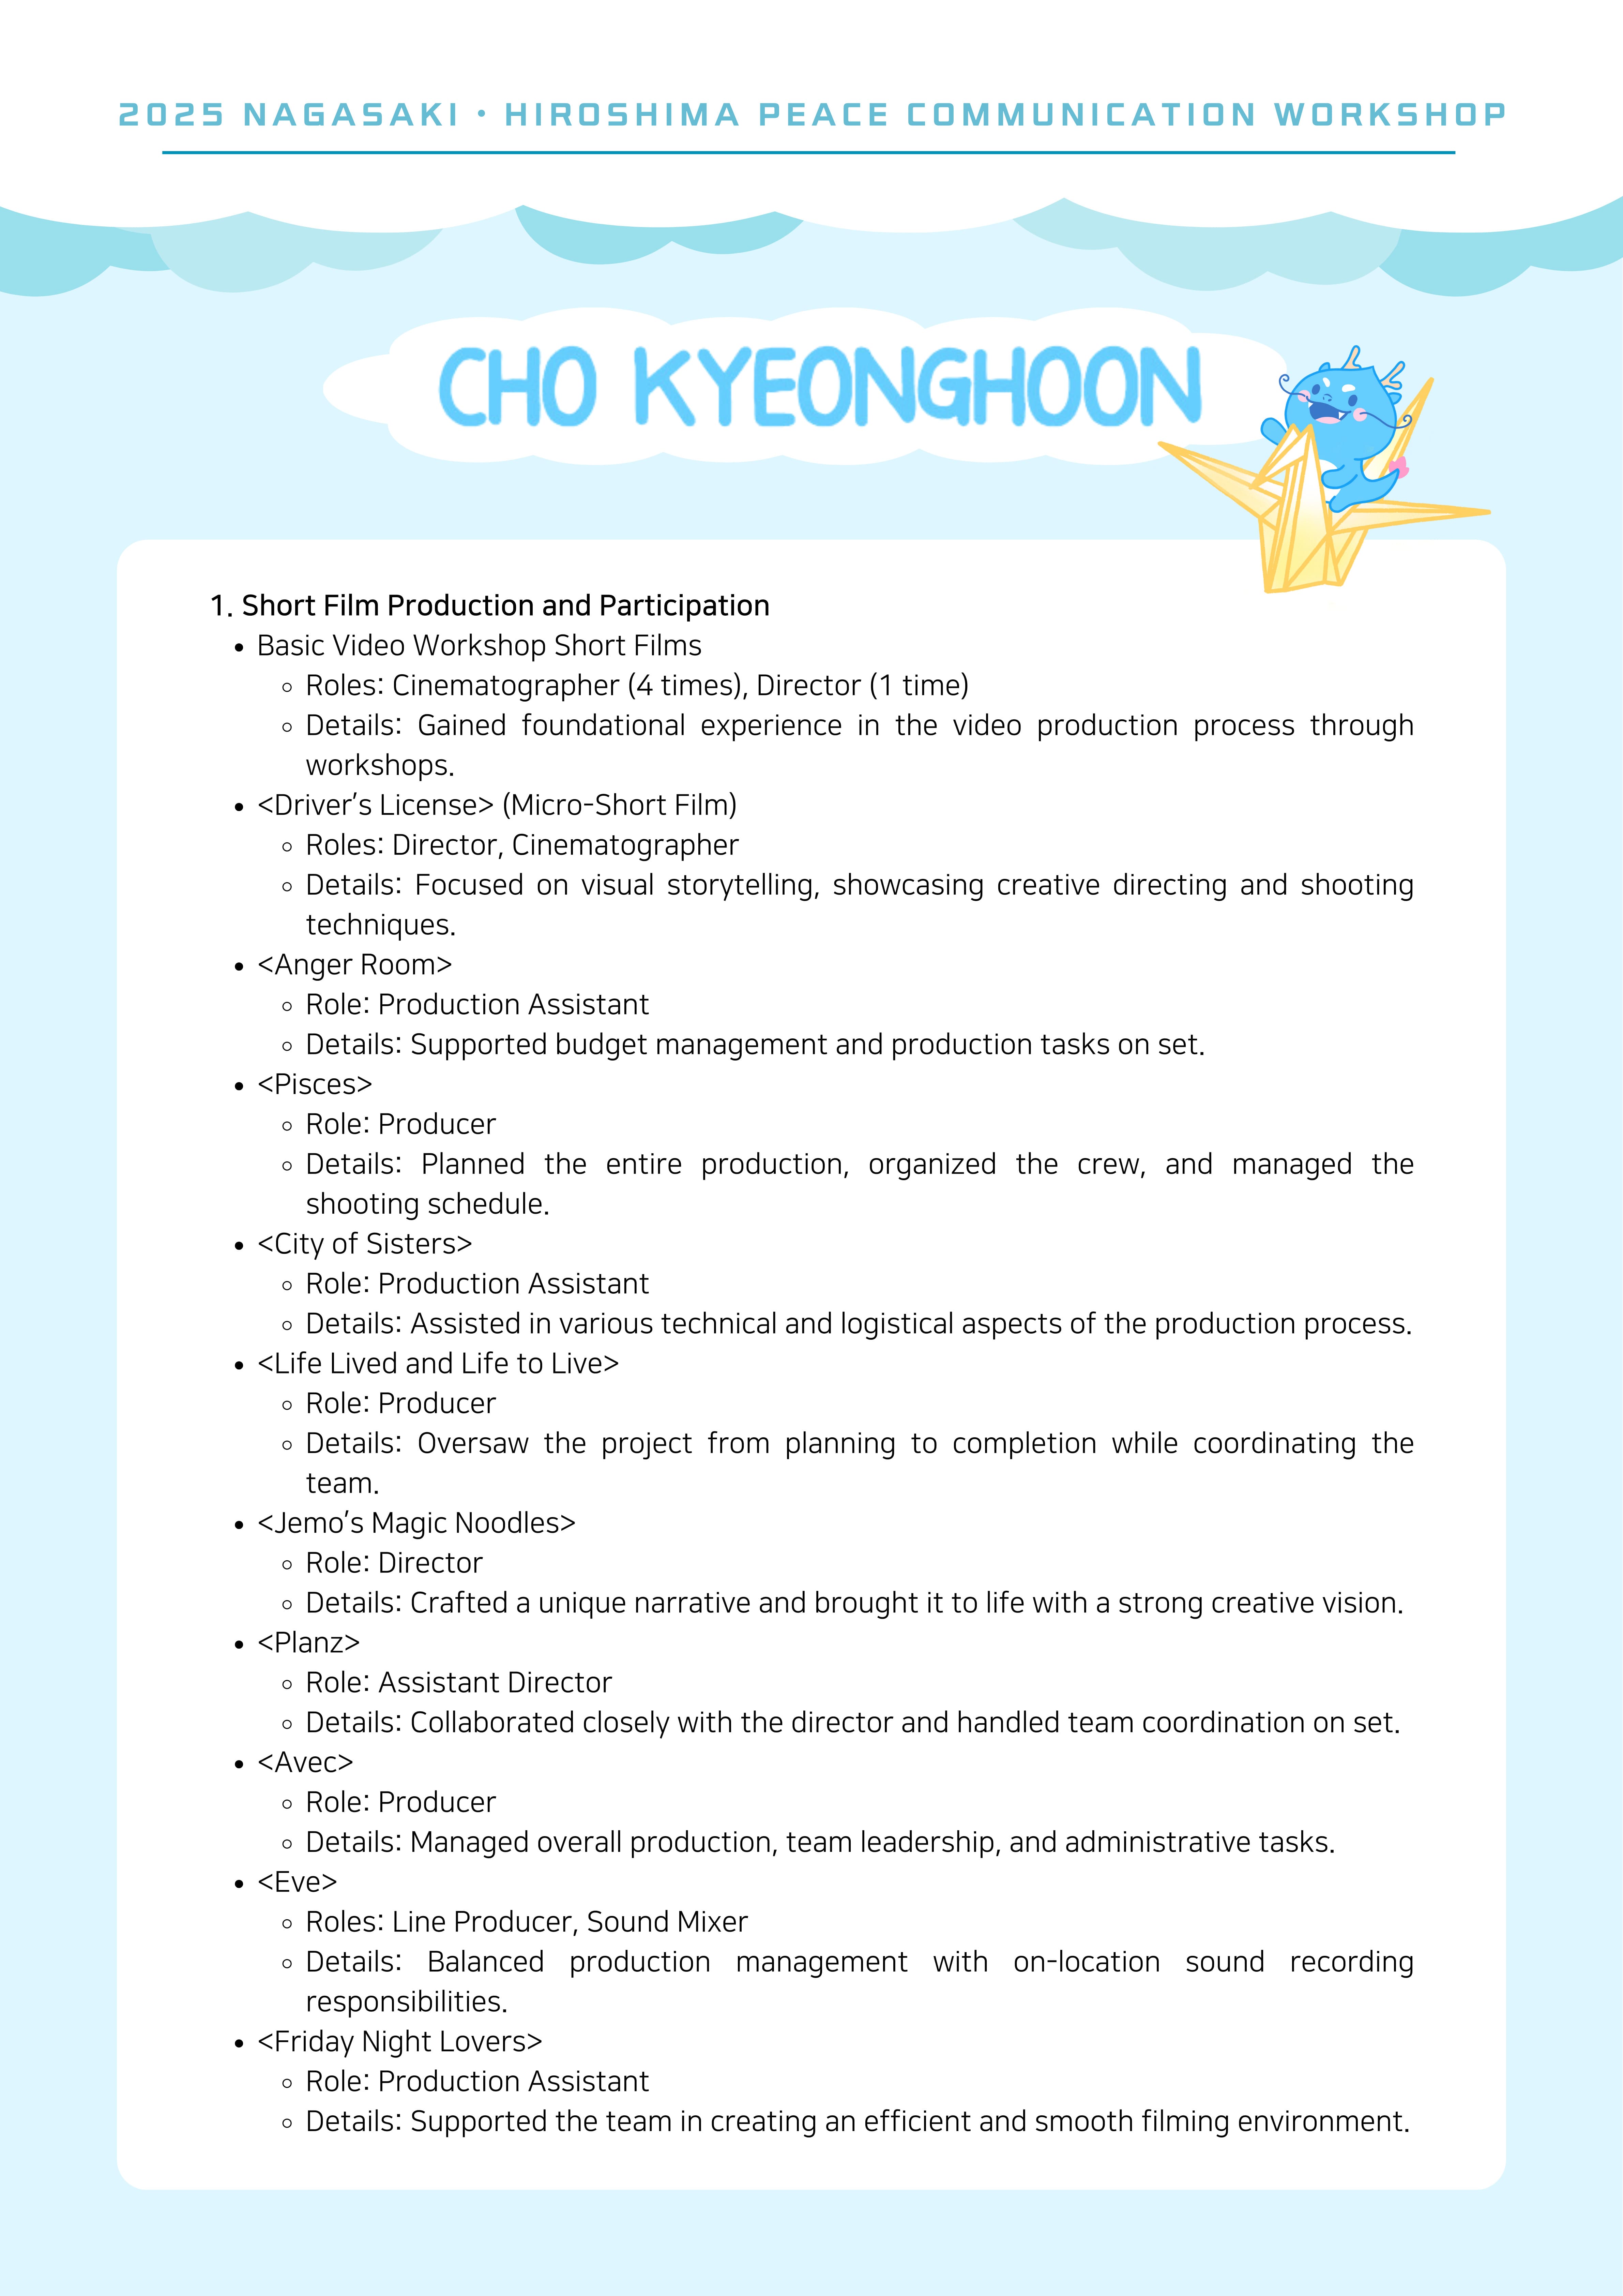 2025 NAGASAKI • HIROSHIMA PEACE COMMUNICATION WORKSHOP
CHO KYEONGHOON
1. Short Film Production and Participation
• Basic Video Workshop Short Films
◦ Roles: Cinematographer (4 times), Director (1 time)
◦ Details: Gained foundational experience in the video production process through
workshops.
• <Driver’s License> (Micro-Short Film)
◦ Roles: Director, Cinematographer
◦ Details: Focused on visual storytelling, showcasing creative directing and shooting
techniques.
• <Anger Room>
◦ Role: Production Assistant
◦ Details: Supported budget management and production tasks on set.
• <Pisces>
◦ Role: Producer
◦ Details: Planned the entire production, organized the crew, and managed the
shooting schedule.
• <City of Sisters>
◦ Role: Production Assistant
◦ Details: Assisted in various technical and logistical aspects of the production process.
• <Life Lived and Life to Live>
◦ Role: Producer
◦ Details: Oversaw the project from planning to completion while coordinating the
team.
• <Jemo’s Magic Noodles>
◦ Role: Director
◦ Details: Crafted a unique narrative and brought it to life with a strong creative vision.
• <Planz>
◦ Role: Assistant Director
◦ Details: Collaborated closely with the director and handled team coordination on set.
• <Avec>
◦ Role: Producer
◦ Details: Managed overall production, team leadership, and administrative tasks.
• <Eve>
◦ Roles: Line Producer, Sound Mixer
◦ Details: Balanced production management with on-location sound recording
responsibilities.
• <Friday Night Lovers>
◦ Role: Production Assistant
◦ Details: Supported the team in creating an efficient and smooth filming environment.